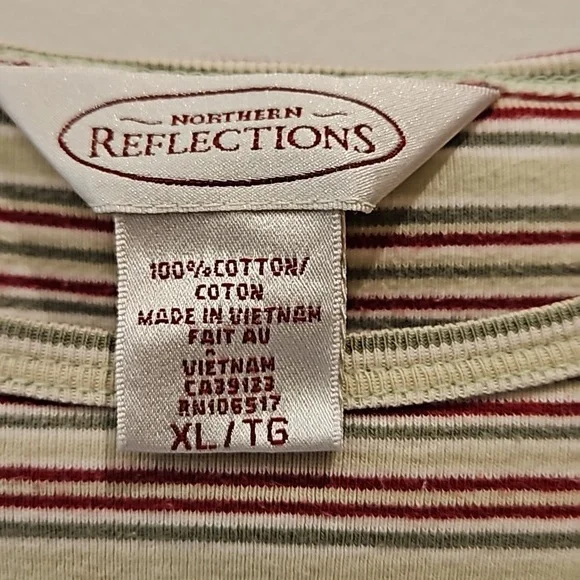 NORTHERN
REFLECTIONS
100% COTTON/
COTON
MADE IN VIETNAM
FAIT AU
VIETNAM
CA39123
RN106517
XL/TG